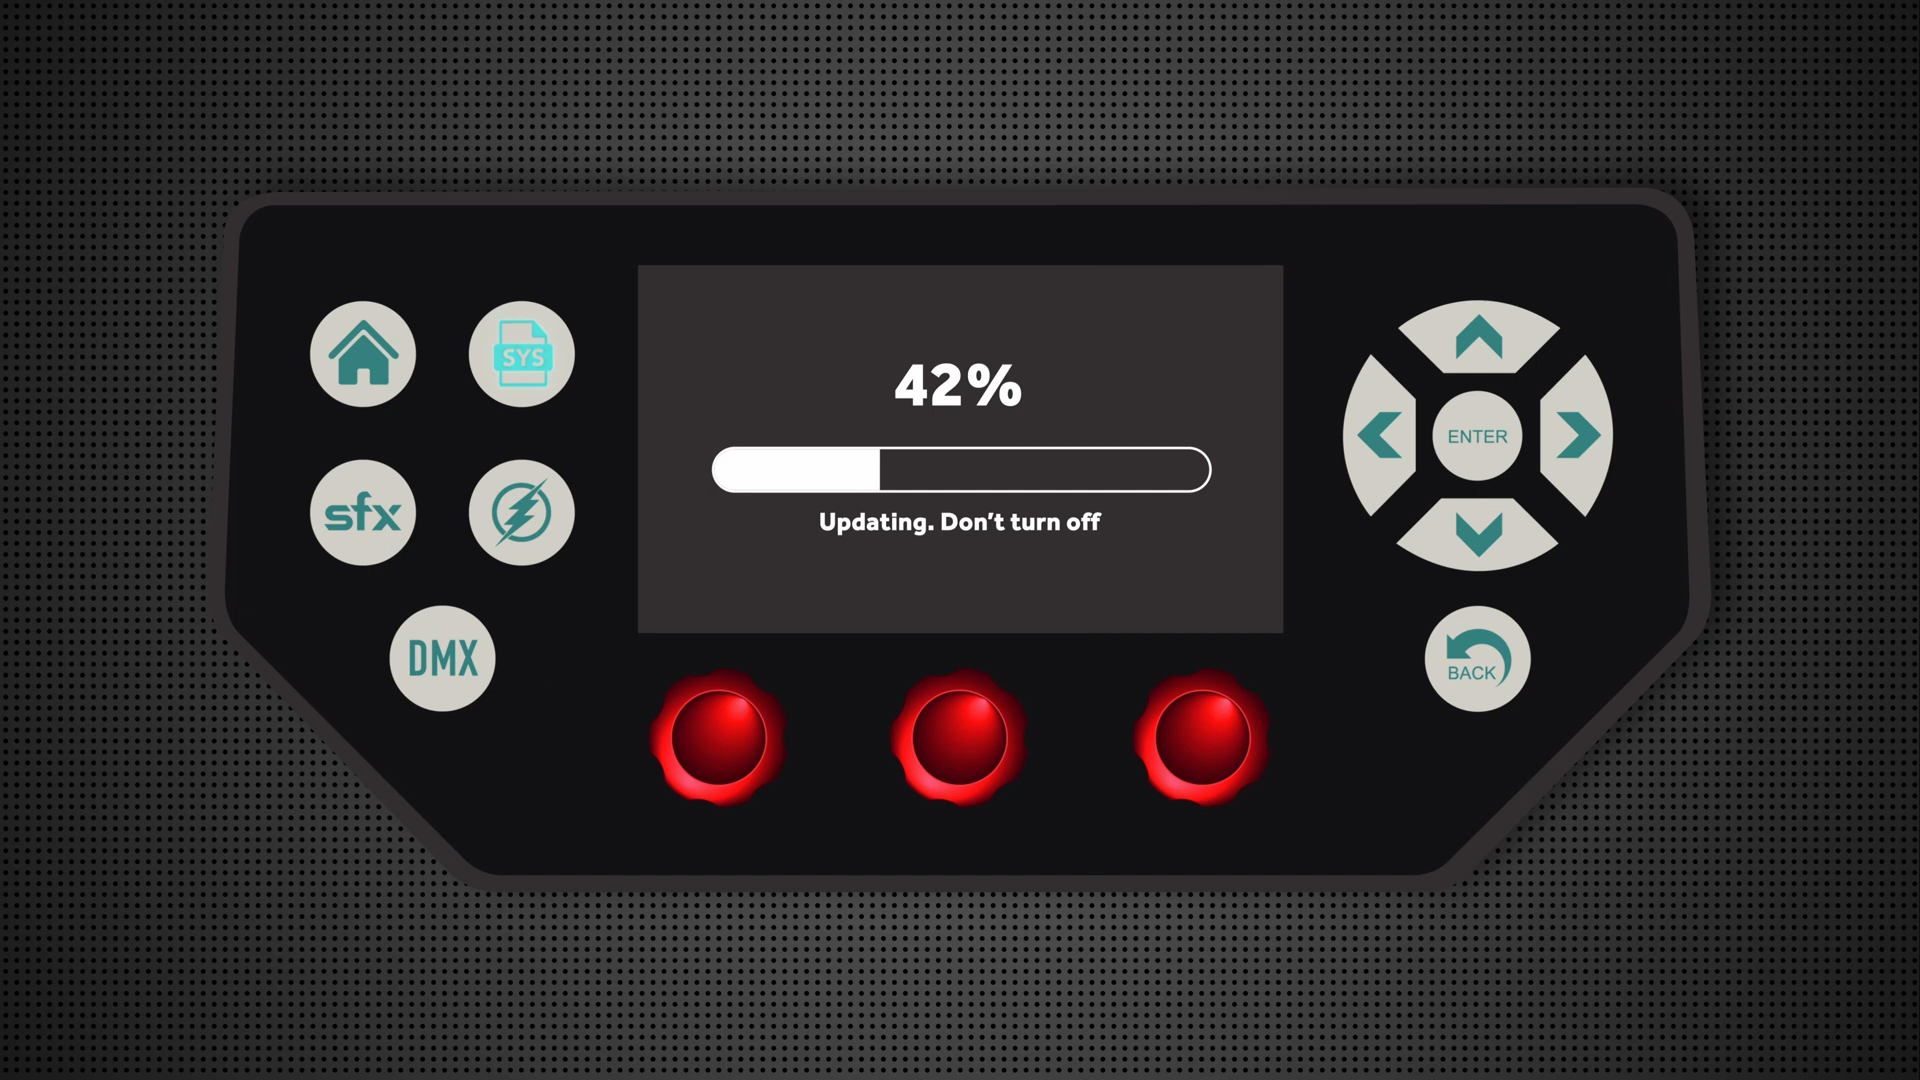 SYS
42%
ENTER
sfx
Updating. Don't turn off
DMX
BACK